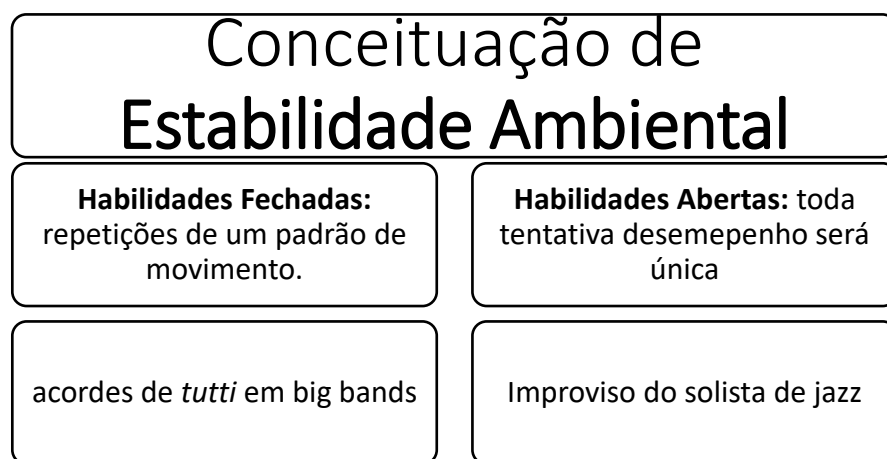 Conceituação de
Estabilidade Ambiental
Habilidades Fechadas:
repetições de um padrão de
movimento.
Habilidades Abertas: toda
tentativa desemepenho será
única
acordes de tutti em big bands
Improviso do solista de jazz